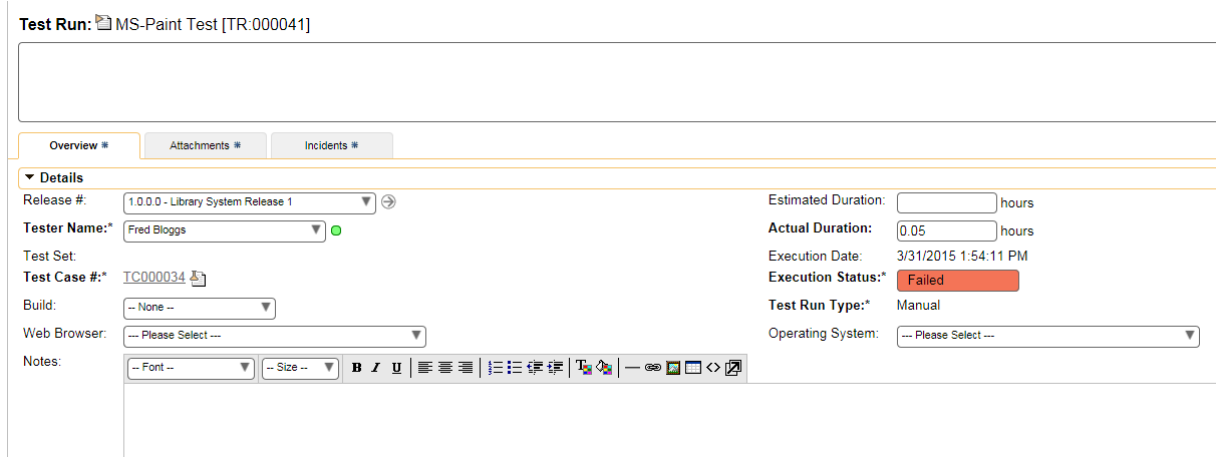 Test Run: MS-Paint Test [TR:000041]
Overview Attachments Incidents
Details
Release #: 1.0.0.0 - Library System Release 1 Estimated Duration: hours
Tester Name:* Fred Bloggs Actual Duration: 0.05 hours
Test Set: Execution Date: 3/31/2015 1:54:11 PM
Test Case #:* TC000034 Execution Status:* Failed
Build: -- None -- Test Run Type:* Manual
Web Browser: --- Please Select --- Operating System: --- Please Select ---
Notes: -- Font -- -- Size -- B I U